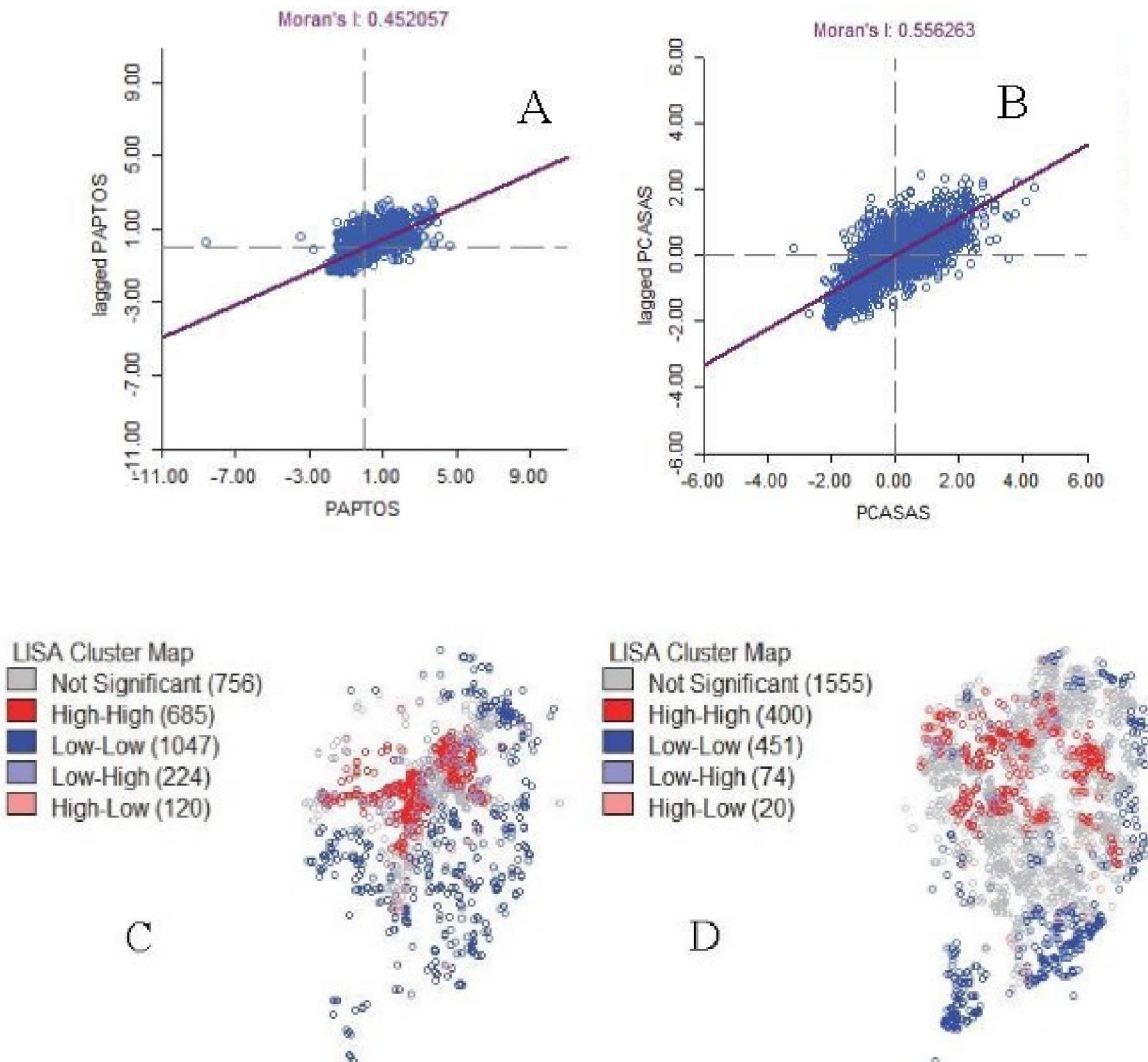 Moran's I: 0.452057
A
9.00
5.00
1.00
-3.00
-7.00
-11.00
lagged PAPTOS
-11.00 -7.00 -3.00 1.00 5.00 9.00
PAPTOS
Moran's I: 0.556263
B
6.00
4.00
2.00
0.00
-2.00
-4.00
-6.00
lagged PCASAS
-6.00 -4.00 -2.00 0.00 2.00 4.00 6.00
PCASAS
LISA Cluster Map
Not Significant (756)
High-High (685)
Low-Low (1047)
Low-High (224)
High-Low (120)
C
LISA Cluster Map
Not Significant (1555)
High-High (400)
Low-Low (451)
Low-High (74)
High-Low (20)
D